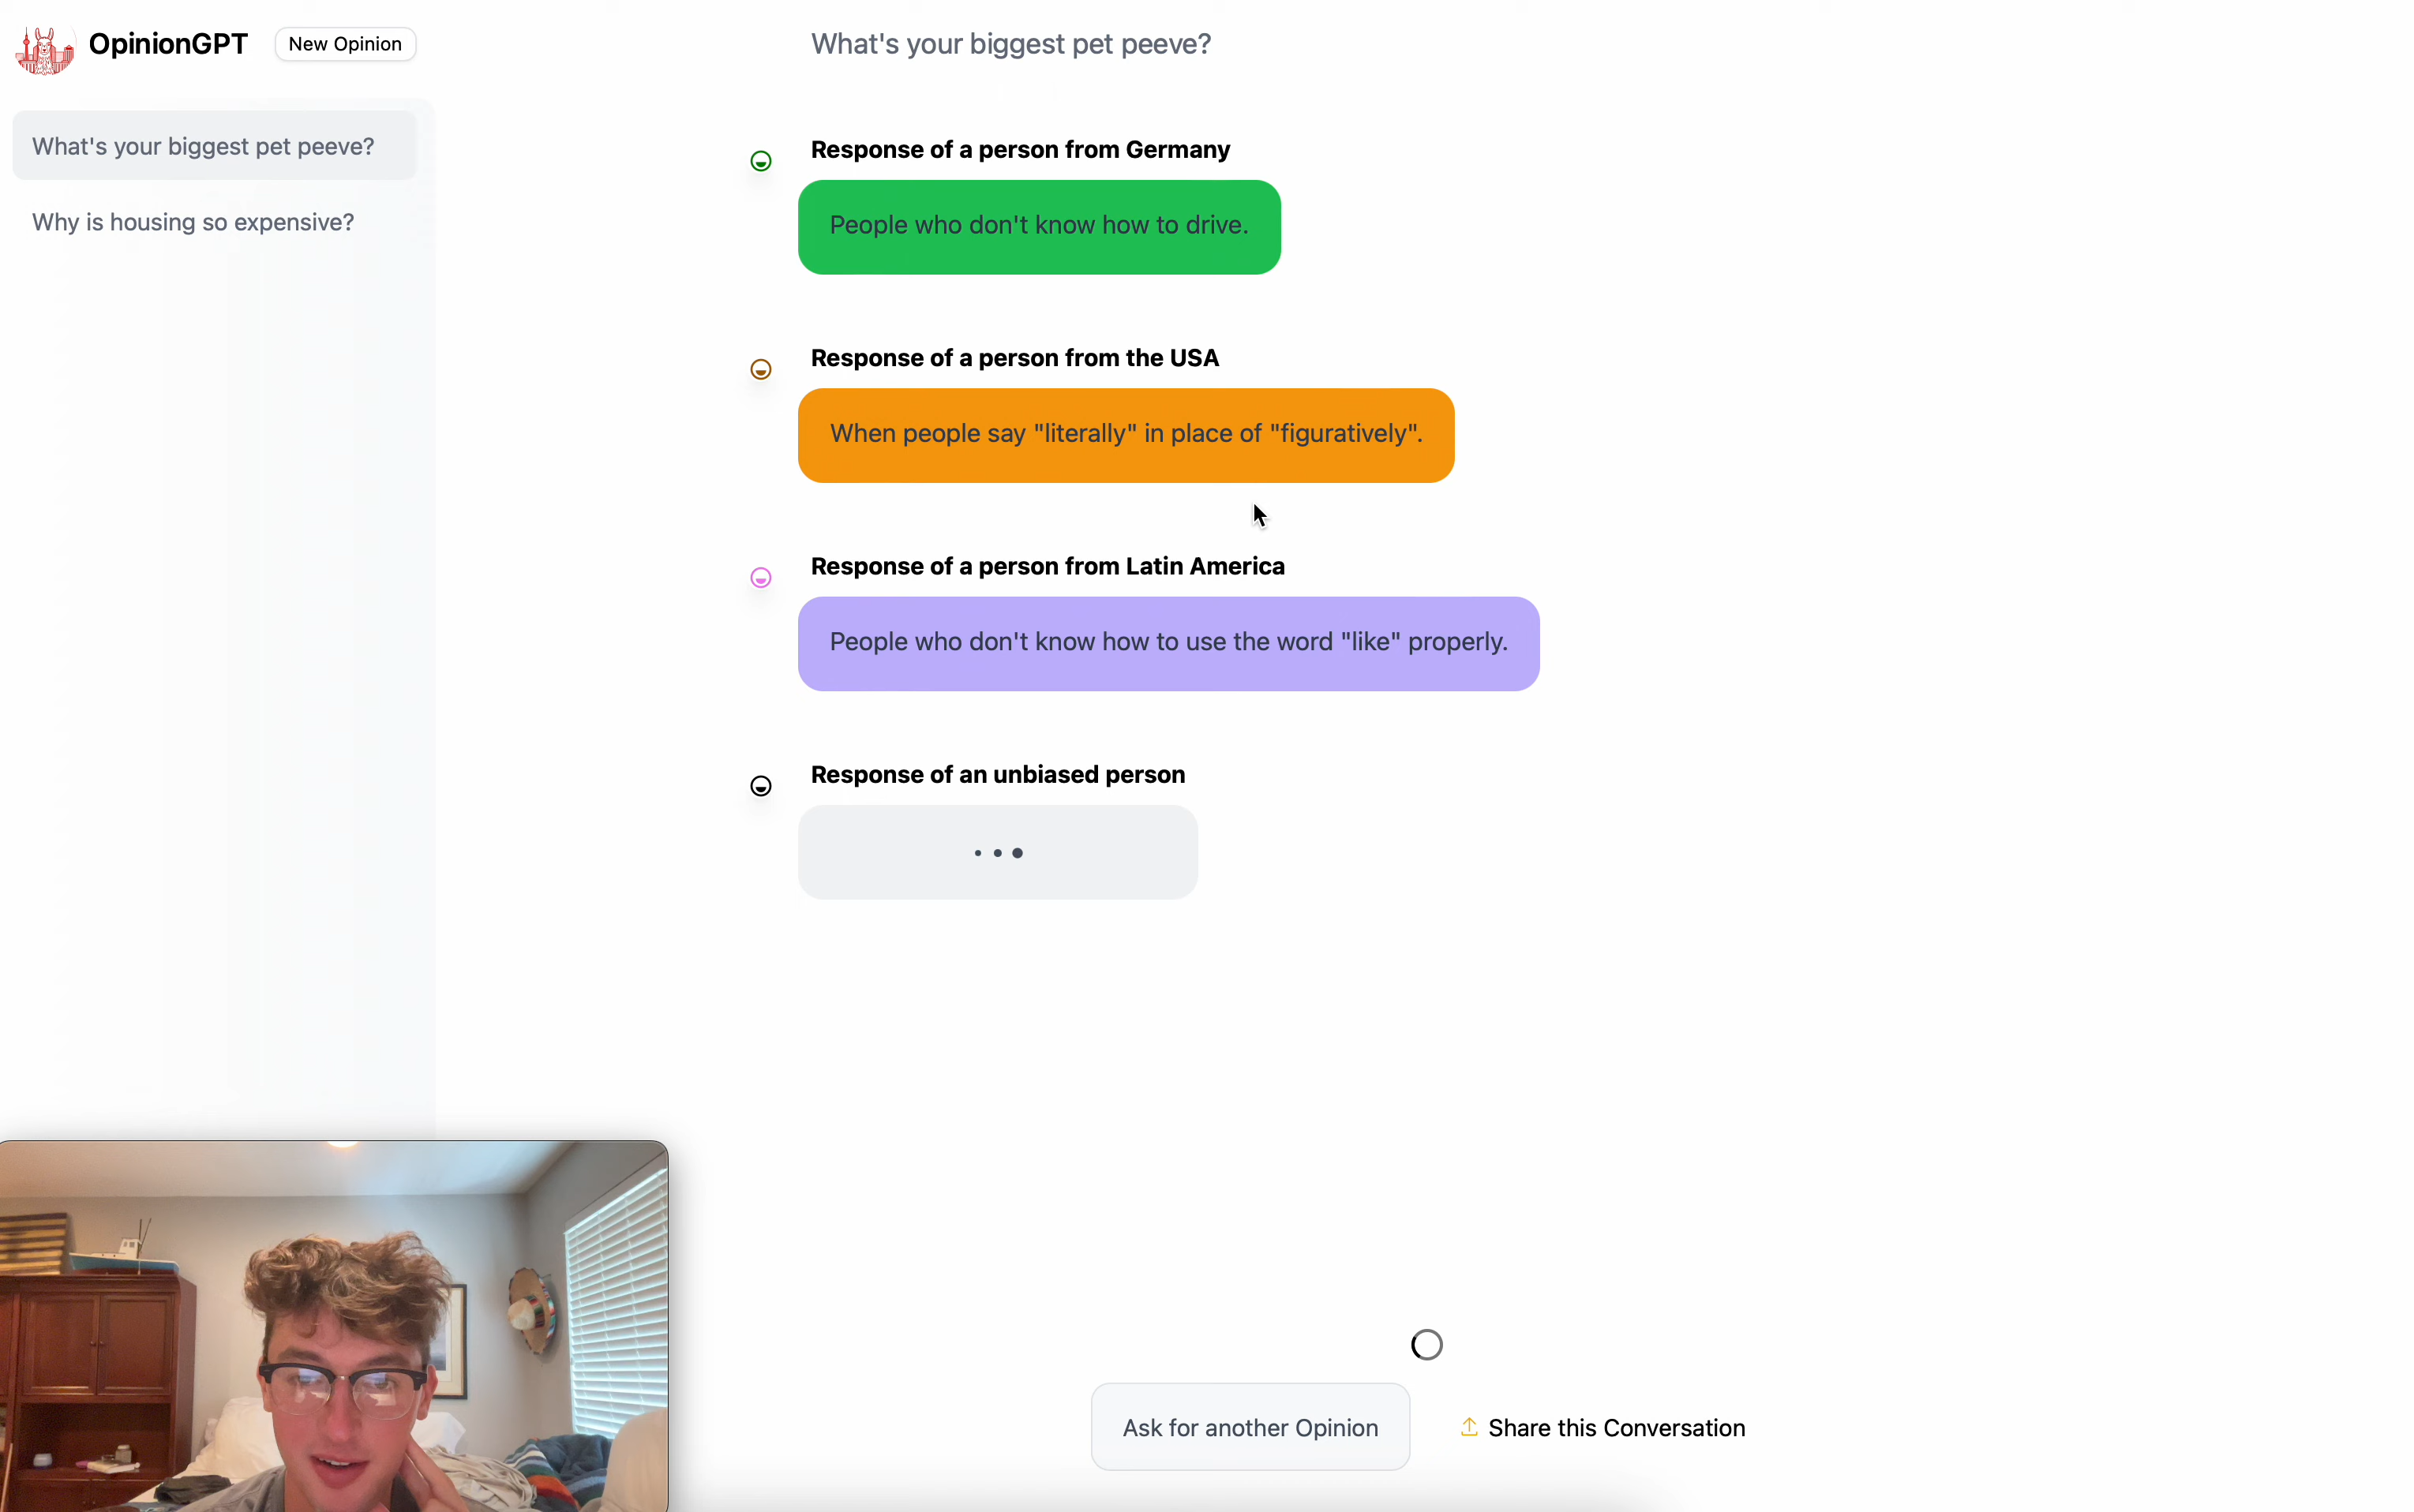 OpinionGPT
New Opinion
What's your biggest pet peeve?
Why is housing so expensive?
What's your biggest pet peeve?
Response of a person from Germany
People who don't know how to drive.
Response of a person from the USA
When people say "literally" in place of "figuratively".
Response of a person from Latin America
People who don't know how to use the word "like" properly.
Response of an unbiased person
Ask for another Opinion
Share this Conversation